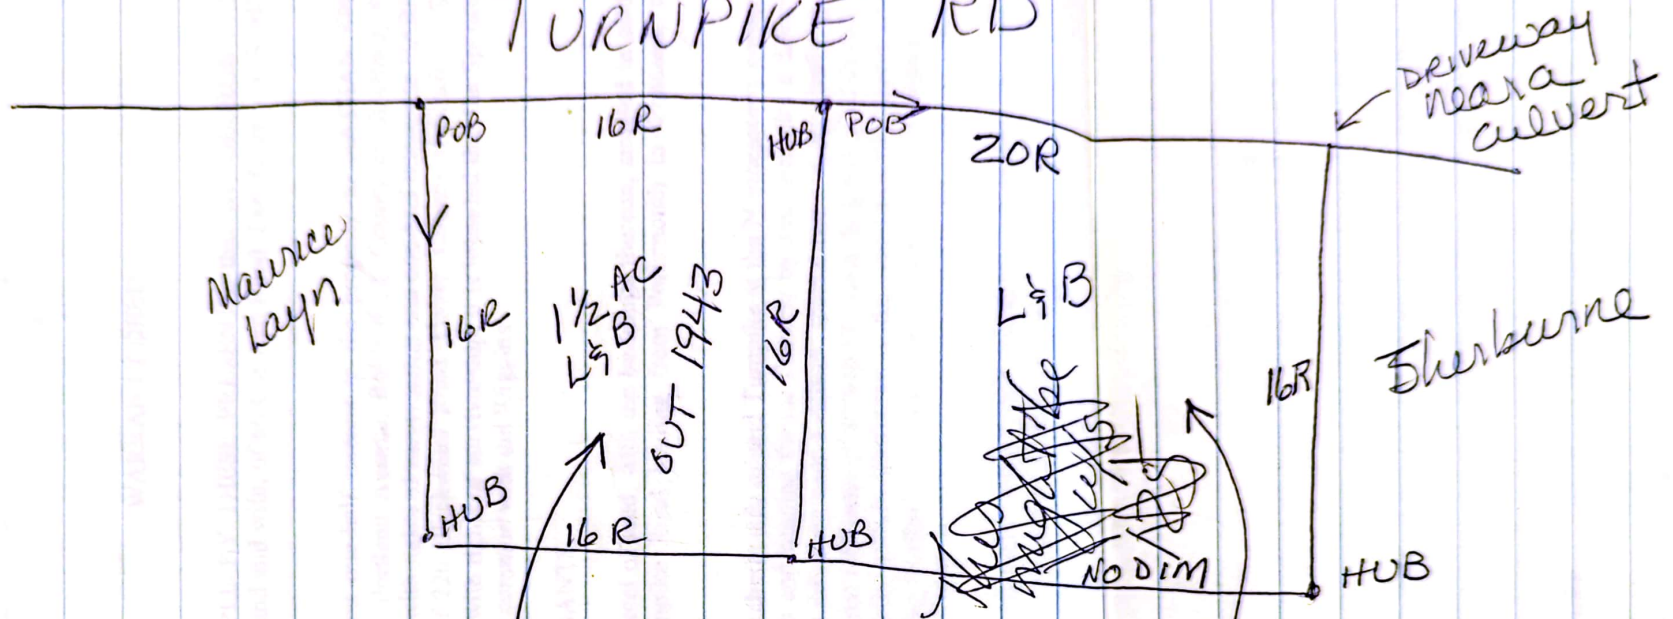 TURNPIKE RD
DRIVEWAY
near a
culvert
POB
16R
HUB
POB
20R
Maurice
Layn
16R
1½ AC
L&B
OUT 1943
16R
L&B
16R
Sherburne
HUB
16R
HUB
NO DIM
HUB